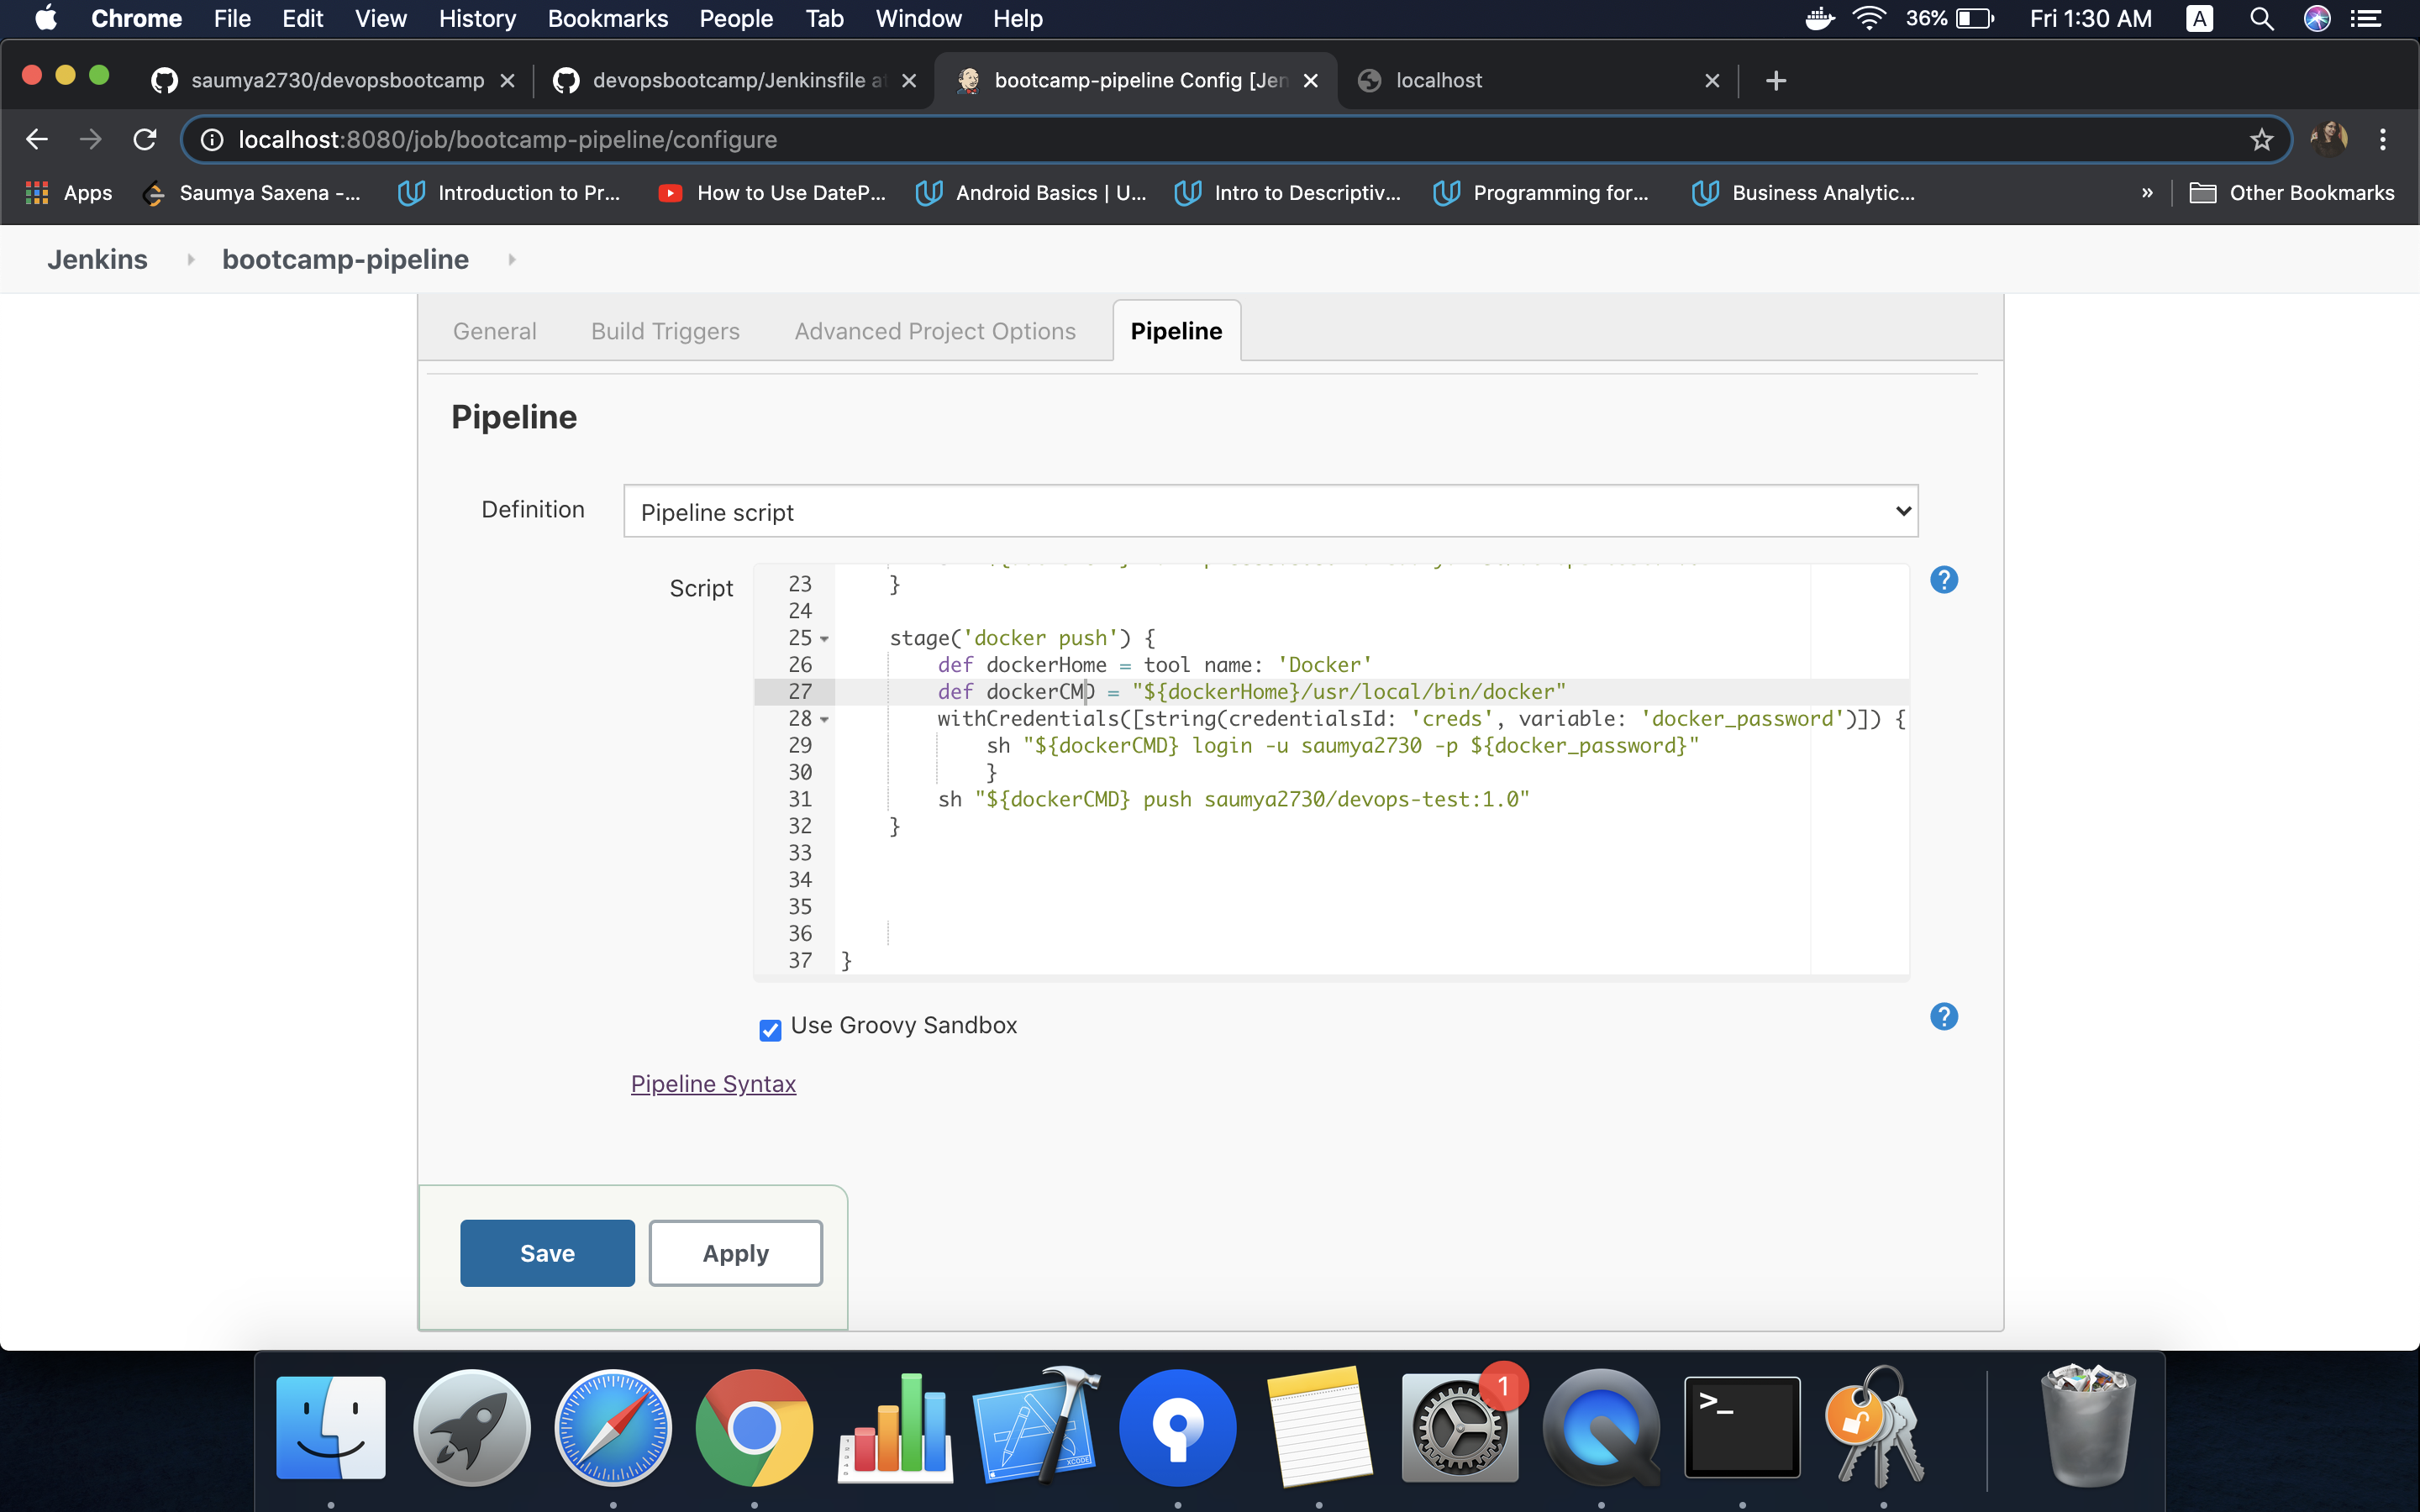 Chrome File Edit View History Bookmarks People Tab Window Help 36% Fri 1:30 AM A
saumya2730/devopsbootcamp devopsbootcamp/Jenkinsfile at bootcamp-pipeline Config [Jen localhost
localhost:8080/job/bootcamp-pipeline/configure
Apps Saumya Saxena -... Introduction to Pr... How to Use DateP... Android Basics | U... Intro to Descriptiv... Programming for... Business Analytic... » Other Bookmarks
Jenkins bootcamp-pipeline
General Build Triggers Advanced Project Options Pipeline
Pipeline
Definition Pipeline script
Script
23 }
24
25 stage('docker push') {
26 def dockerHome = tool name: 'Docker'
27 def dockerCMD = "${dockerHome}/usr/local/bin/docker"
28 withCredentials([string(credentialsId: 'creds', variable: 'docker_password')]) {
29 sh "${dockerCMD} login -u saumya2730 -p ${docker_password}"
30 }
31 sh "${dockerCMD} push saumya2730/devops-test:1.0"
32 }
33
34
35
36
37 }
?
Use Groovy Sandbox
?
Pipeline Syntax
Save Apply
1
>_
XCODE